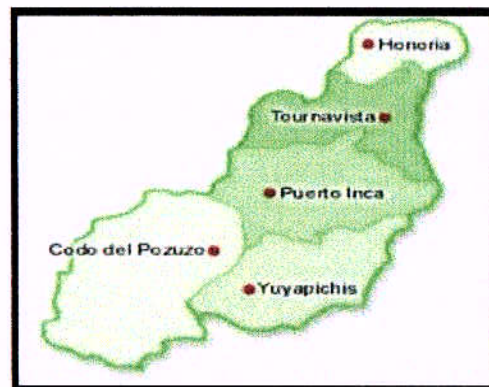 Honoria
Tournavista
Puerto Inca
Codo del Pozuzo
Yuyapichis